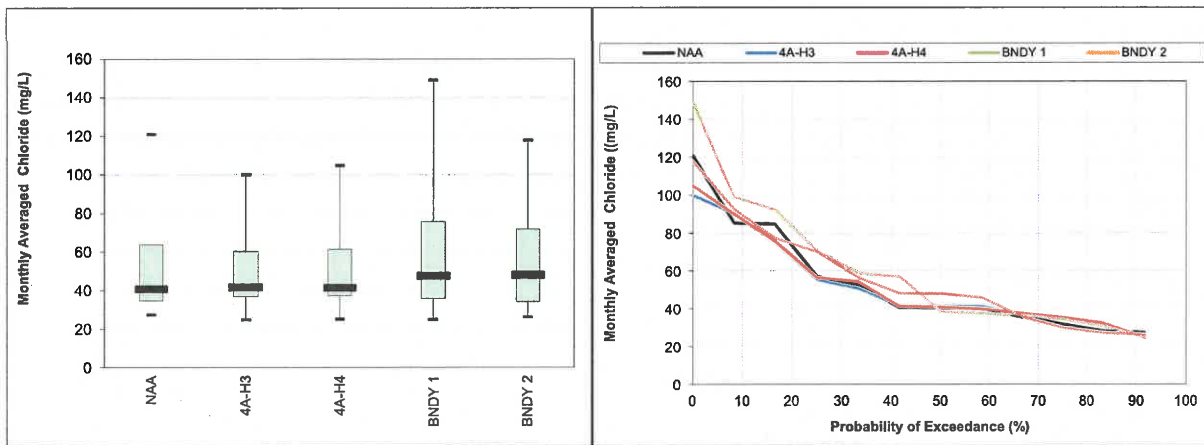 Monthly Averaged Chloride (mg/L)
160
140
120
100
80
60
40
20
0
NAA
4A-H3
4A-H4
BNDY 1
BNDY 2
NAA 4A-H3 4A-H4 BNDY 1 BNDY 2
Monthly Averaged Chloride ((mg/L)
160
140
120
100
80
60
40
20
0
0 10 20 30 40 50 60 70 80 90 100
Probability of Exceedance (%)